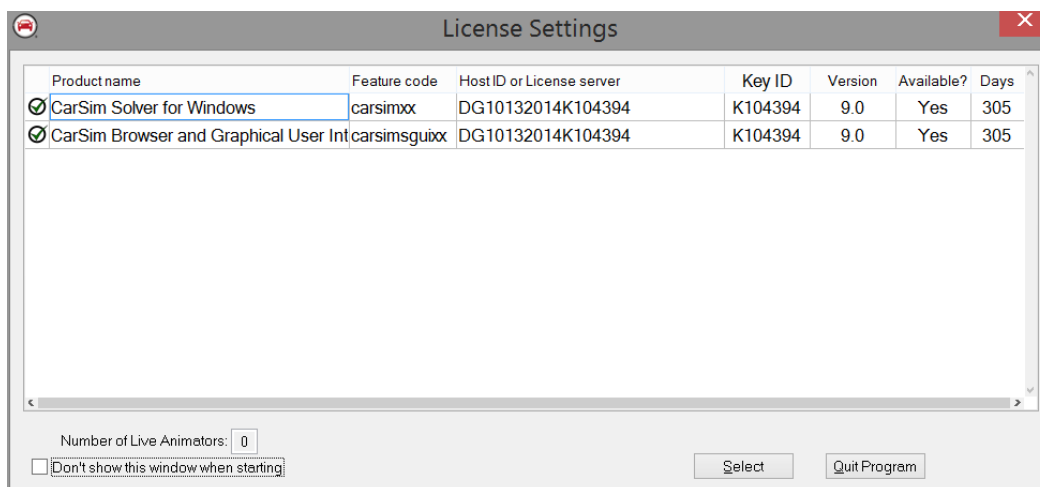 License Settings
Product name Feature code Host ID or License server Key ID Version Available? Days
CarSim Solver for Windows carsimxx DG10132014K104394 K104394 9.0 Yes 305
CarSim Browser and Graphical User Int carsimsguixx DG10132014K104394 K104394 9.0 Yes 305
Number of Live Animators: 0
Don't show this window when starting
Select Quit Program